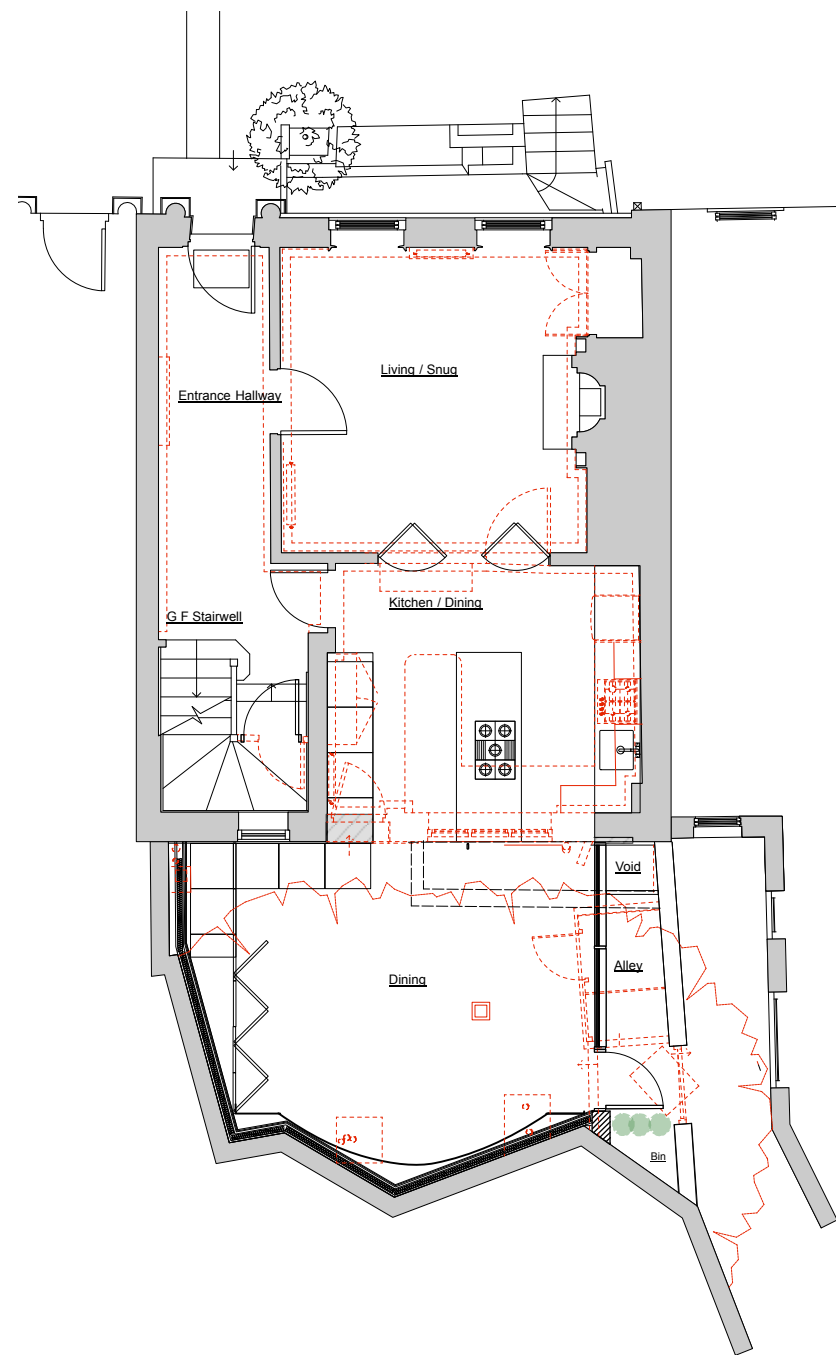 Living / Snug
Entrance Hallway
Kitchen / Dining
G F Stairwell
Void
Alley
Dining
Bin